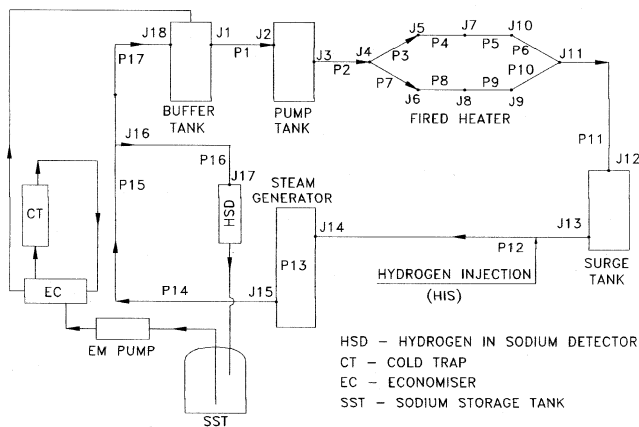 J18
J1
J2
P17
P1
J3
P2
J4
J5
J7
J10
P4
P5
P3
P6
J11
P7
P8
P9
P10
J6
J8
J9
BUFFER
TANK
PUMP
TANK
FIRED HEATER
J16
P16
J17
P11
J12
P15
CT
HSD
STEAM
GENERATOR
J14
J13
P12
P13
HYDROGEN INJECTION
(HIS)
SURGE
TANK
EC
P14
J15
EM PUMP
SST
HSD – HYDROGEN IN SODIUM DETECTOR
CT – COLD TRAP
EC – ECONOMISER
SST – SODIUM STORAGE TANK